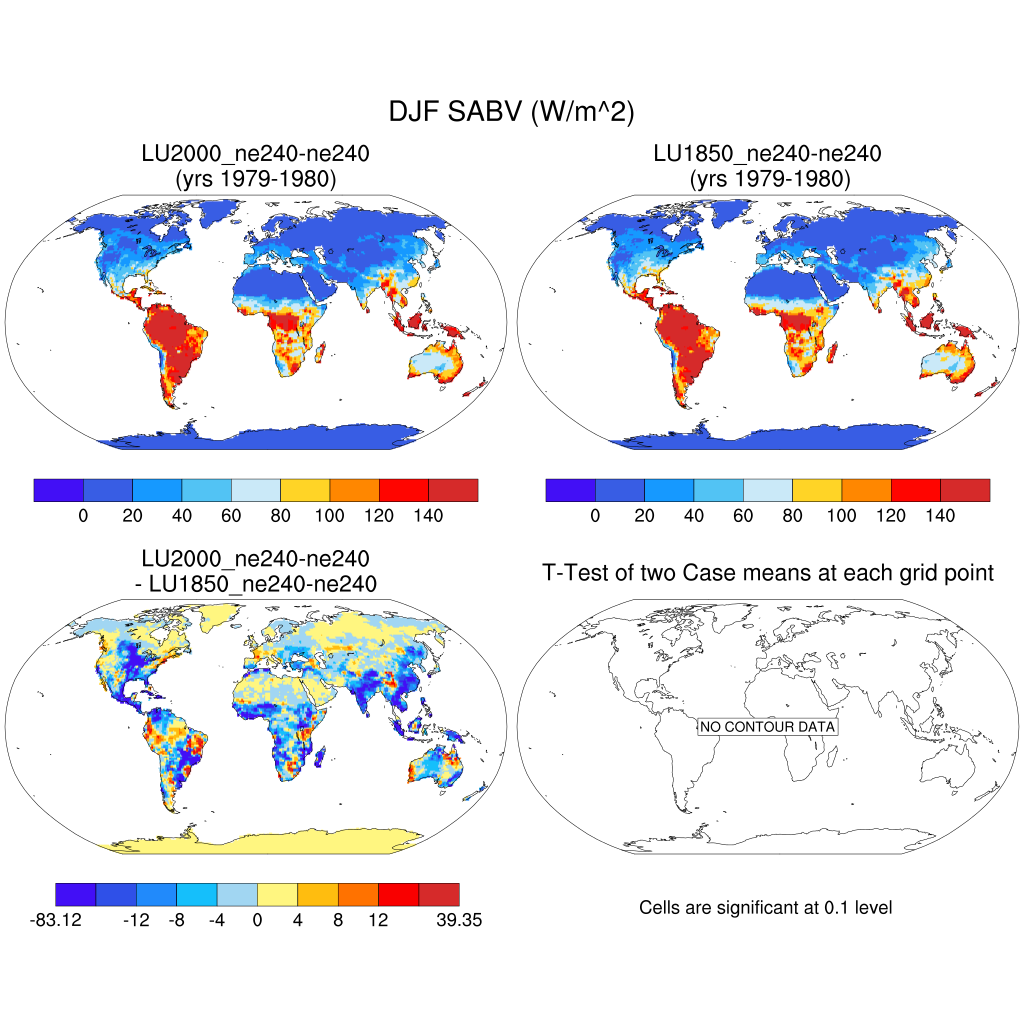 DJF SABV (W/m^2)
LU2000_ne240-ne240
(yrs 1979-1980)
LU1850_ne240-ne240
(yrs 1979-1980)
0 20 40 60 80 100 120 140
0 20 40 60 80 100 120 140
LU2000_ne240-ne240
- LU1850_ne240-ne240
T-Test of two Case means at each grid point
NO CONTOUR DATA
-83.12 -12 -8 -4 0 4 8 12 39.35
Cells are significant at 0.1 level